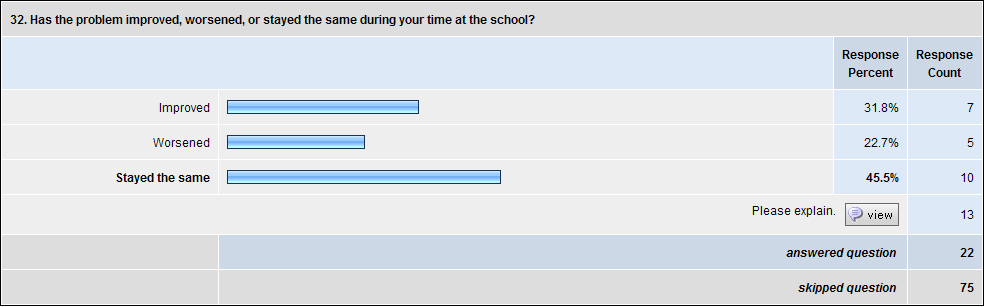 32. Has the problem improved, worsened, or stayed the same during your time at the school?
Response Percent
Response Count
Improved 31.8% 7
Worsened 22.7% 5
Stayed the same 45.5% 10
Please explain. view 13
answered question 22
skipped question 75